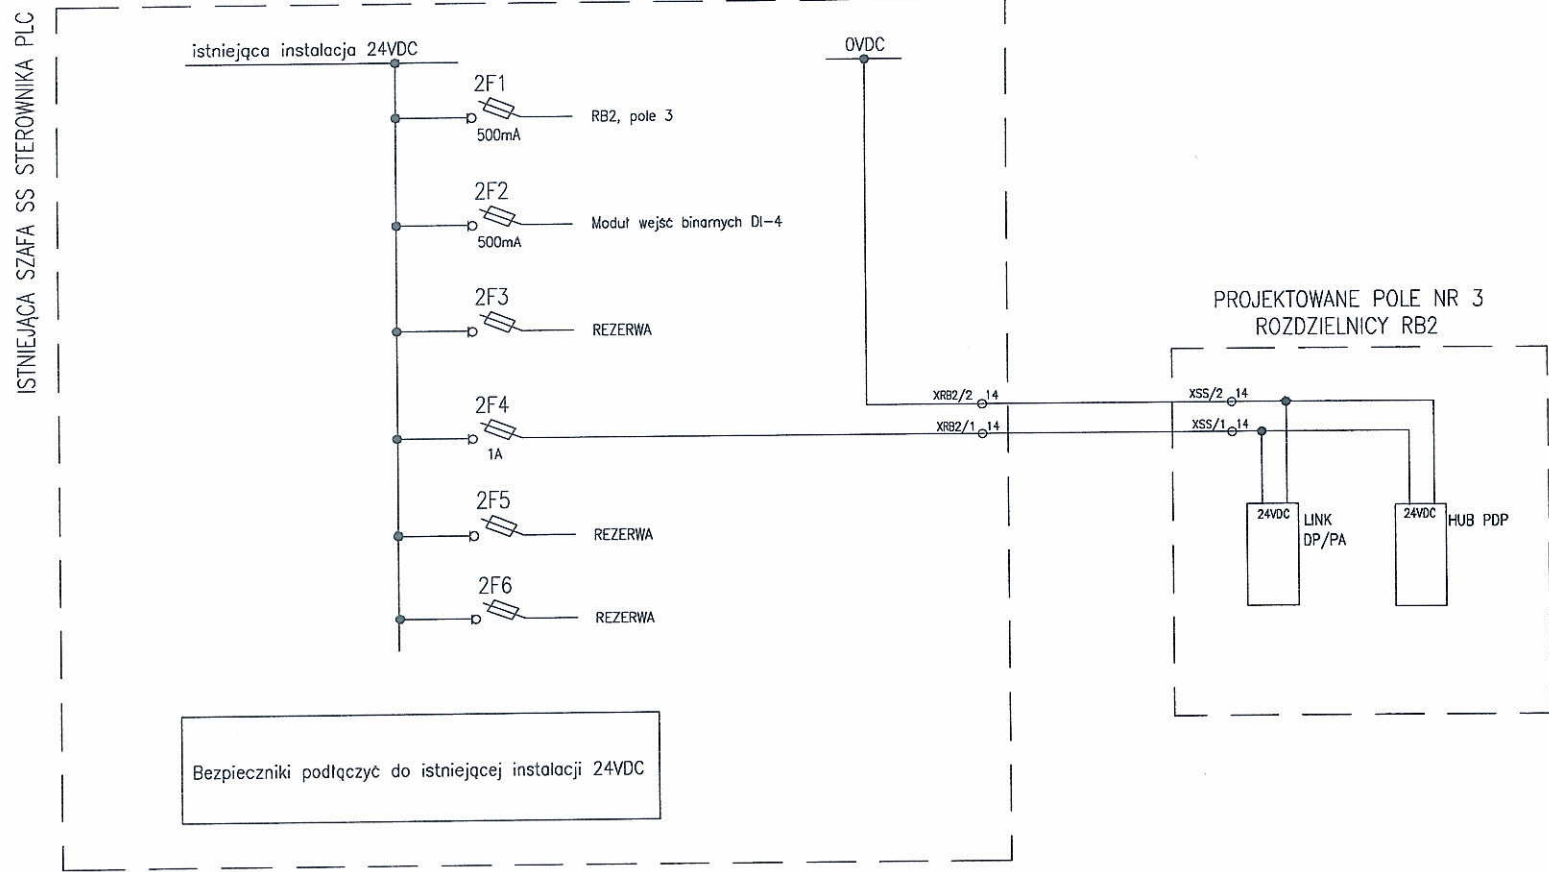 ISTNIEJĄCA SZAFA SS STEROWNIKA PLC
istniejąca instalacja 24VDC
0VDC
2F1
RB2, pole 3
500mA
2F2
Moduł wejść binarnych DI-4
500mA
2F3
REZERWA
2F4
1A
2F5
REZERWA
2F6
REZERWA
XRB2/2 14
XRB2/1 14
PROJEKTOWANE POLE NR 3
ROZDZIELNICY RB2
XSS/2 14
XSS/1 14
24VDC
LINK
DP/PA
24VDC
HUB PDP
Bezpieczniki podłączyć do istniejącej instalacji 24VDC